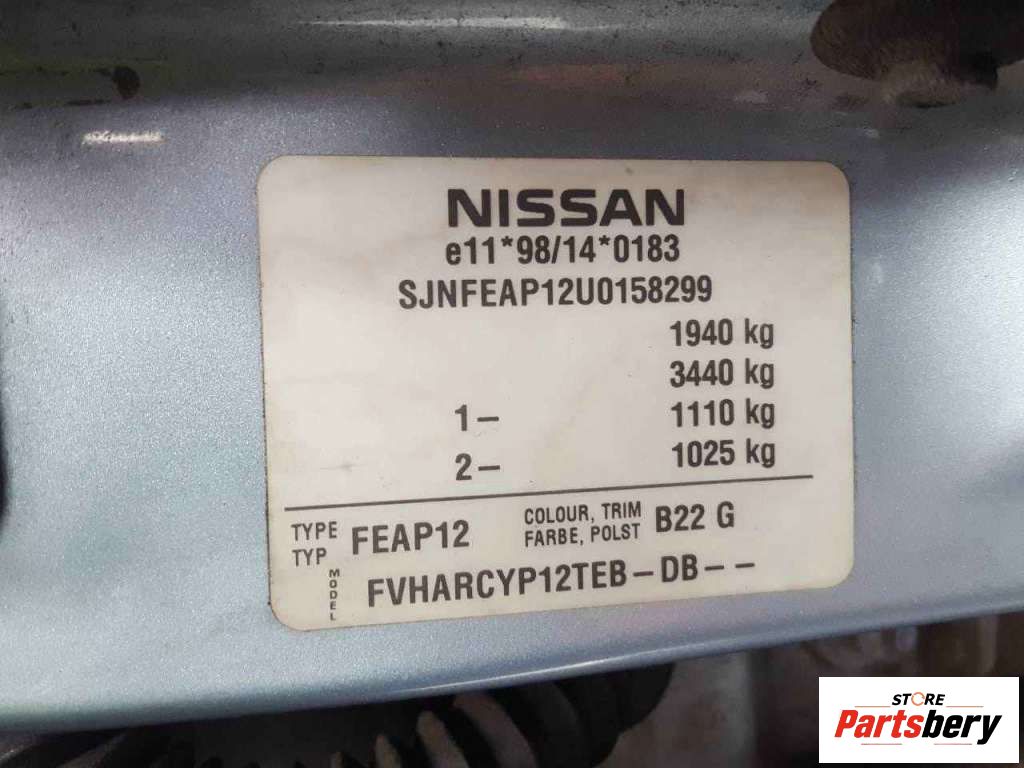 NISSAN
e11*98/14*0183
SJNFEAP12U0158299
1940 kg
3440 kg
1– 1110 kg
2– 1025 kg
TYPE
TYP
FEAP12
COLOUR, TRIM
FARBE, POLST
B22 G
MODEL
FVHARCYP12TEB–DB––
STORE
Partsbery